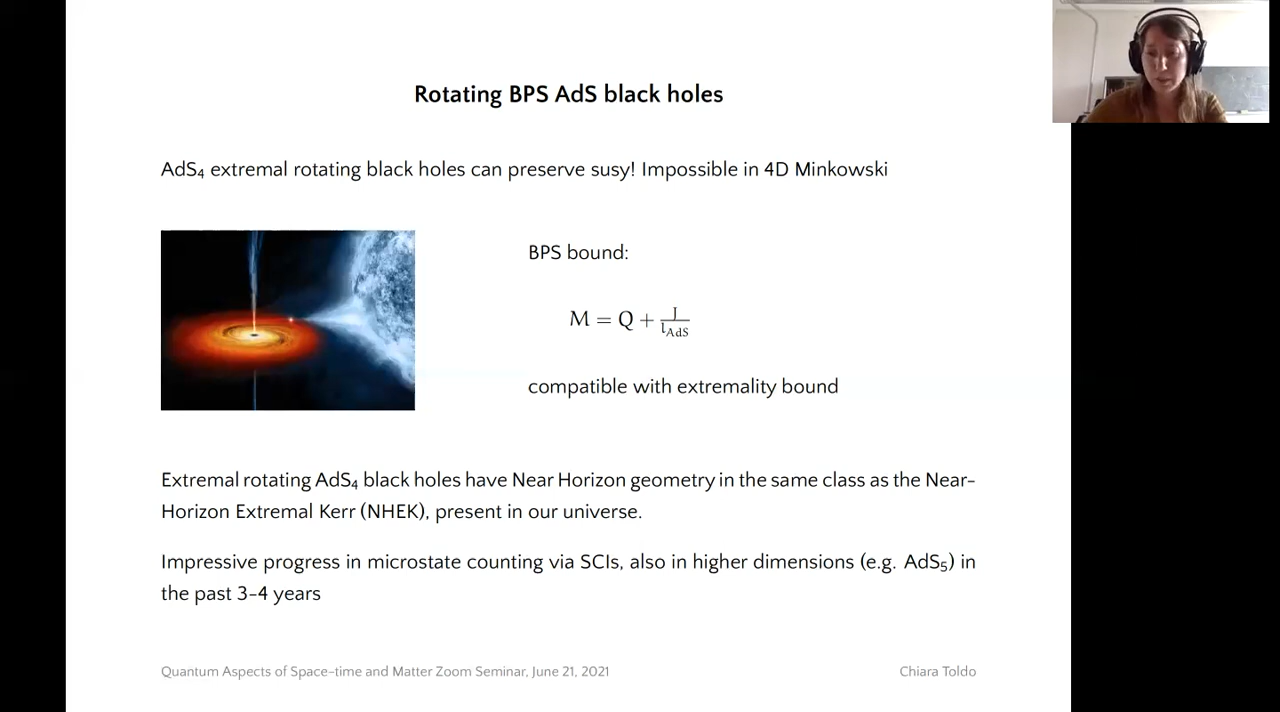 Rotating BPS AdS black holes
AdS₄ extremal rotating black holes can preserve susy! Impossible in 4D Minkowski
BPS bound:
M = Q + J/l_AdS
compatible with extremality bound
Extremal rotating AdS₄ black holes have Near Horizon geometry in the same class as the Near-
Horizon Extremal Kerr (NHEK), present in our universe.
Impressive progress in microstate counting via SCIs, also in higher dimensions (e.g. AdS₅) in
the past 3-4 years
Quantum Aspects of Space-time and Matter Zoom Seminar, June 21, 2021
Chiara Toldo